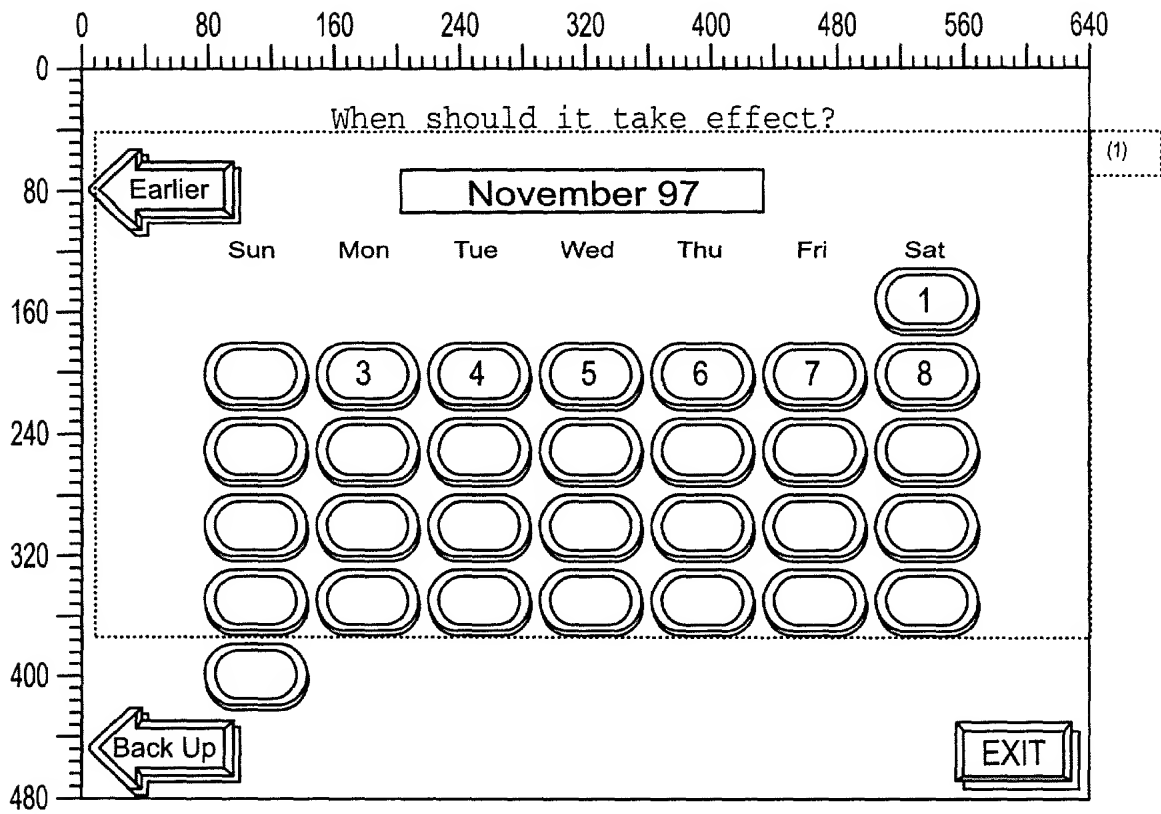 0 80 160 240 320 400 480 560 640
0
When should it take effect?
(1)
80
Earlier
November 97
Sun Mon Tue Wed Thu Fri Sat
160
1
3 4 5 6 7 8
240
320
400
Back Up
EXIT
480